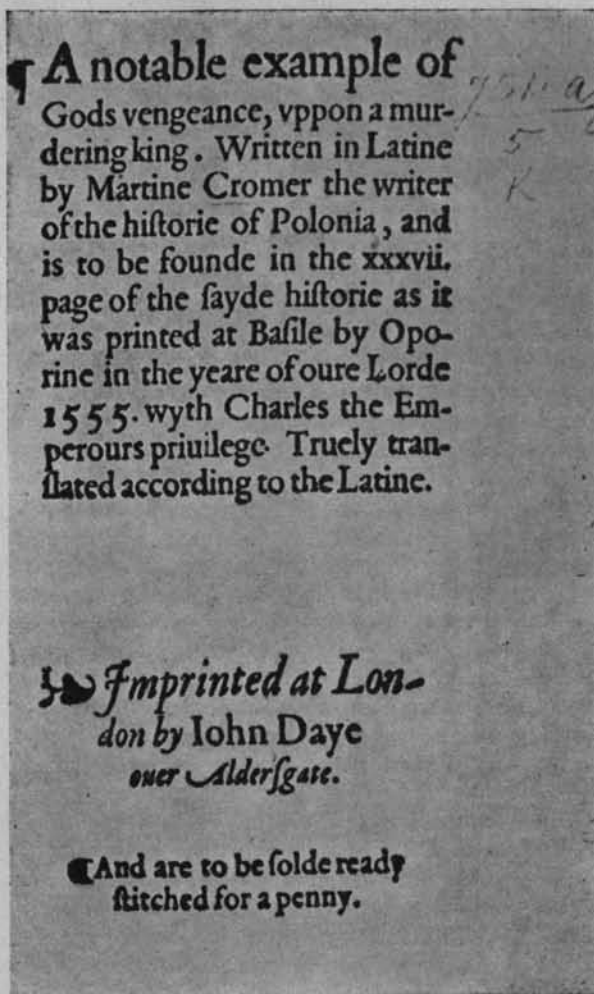 ¶ A notable example of
Gods vengeance, vppon a mur-
dering king. Written in Latine
by Martine Cromer the writer
of the hiſtorie of Polonia, and
is to be founde in the xxxvii.
page of the ſayde hiſtorie as it
was printed at Baſile by Opo-
rine in the yeare of oure Lorde
1555. wyth Charles the Em-
perours priuilege. Truely tran-
ſlated according to the Latine.
❧ Imprinted at Lon-
don by Iohn Daye
ouer Alderſgate.
¶And are to be ſolde ready
ſtitched for a penny.
5
K